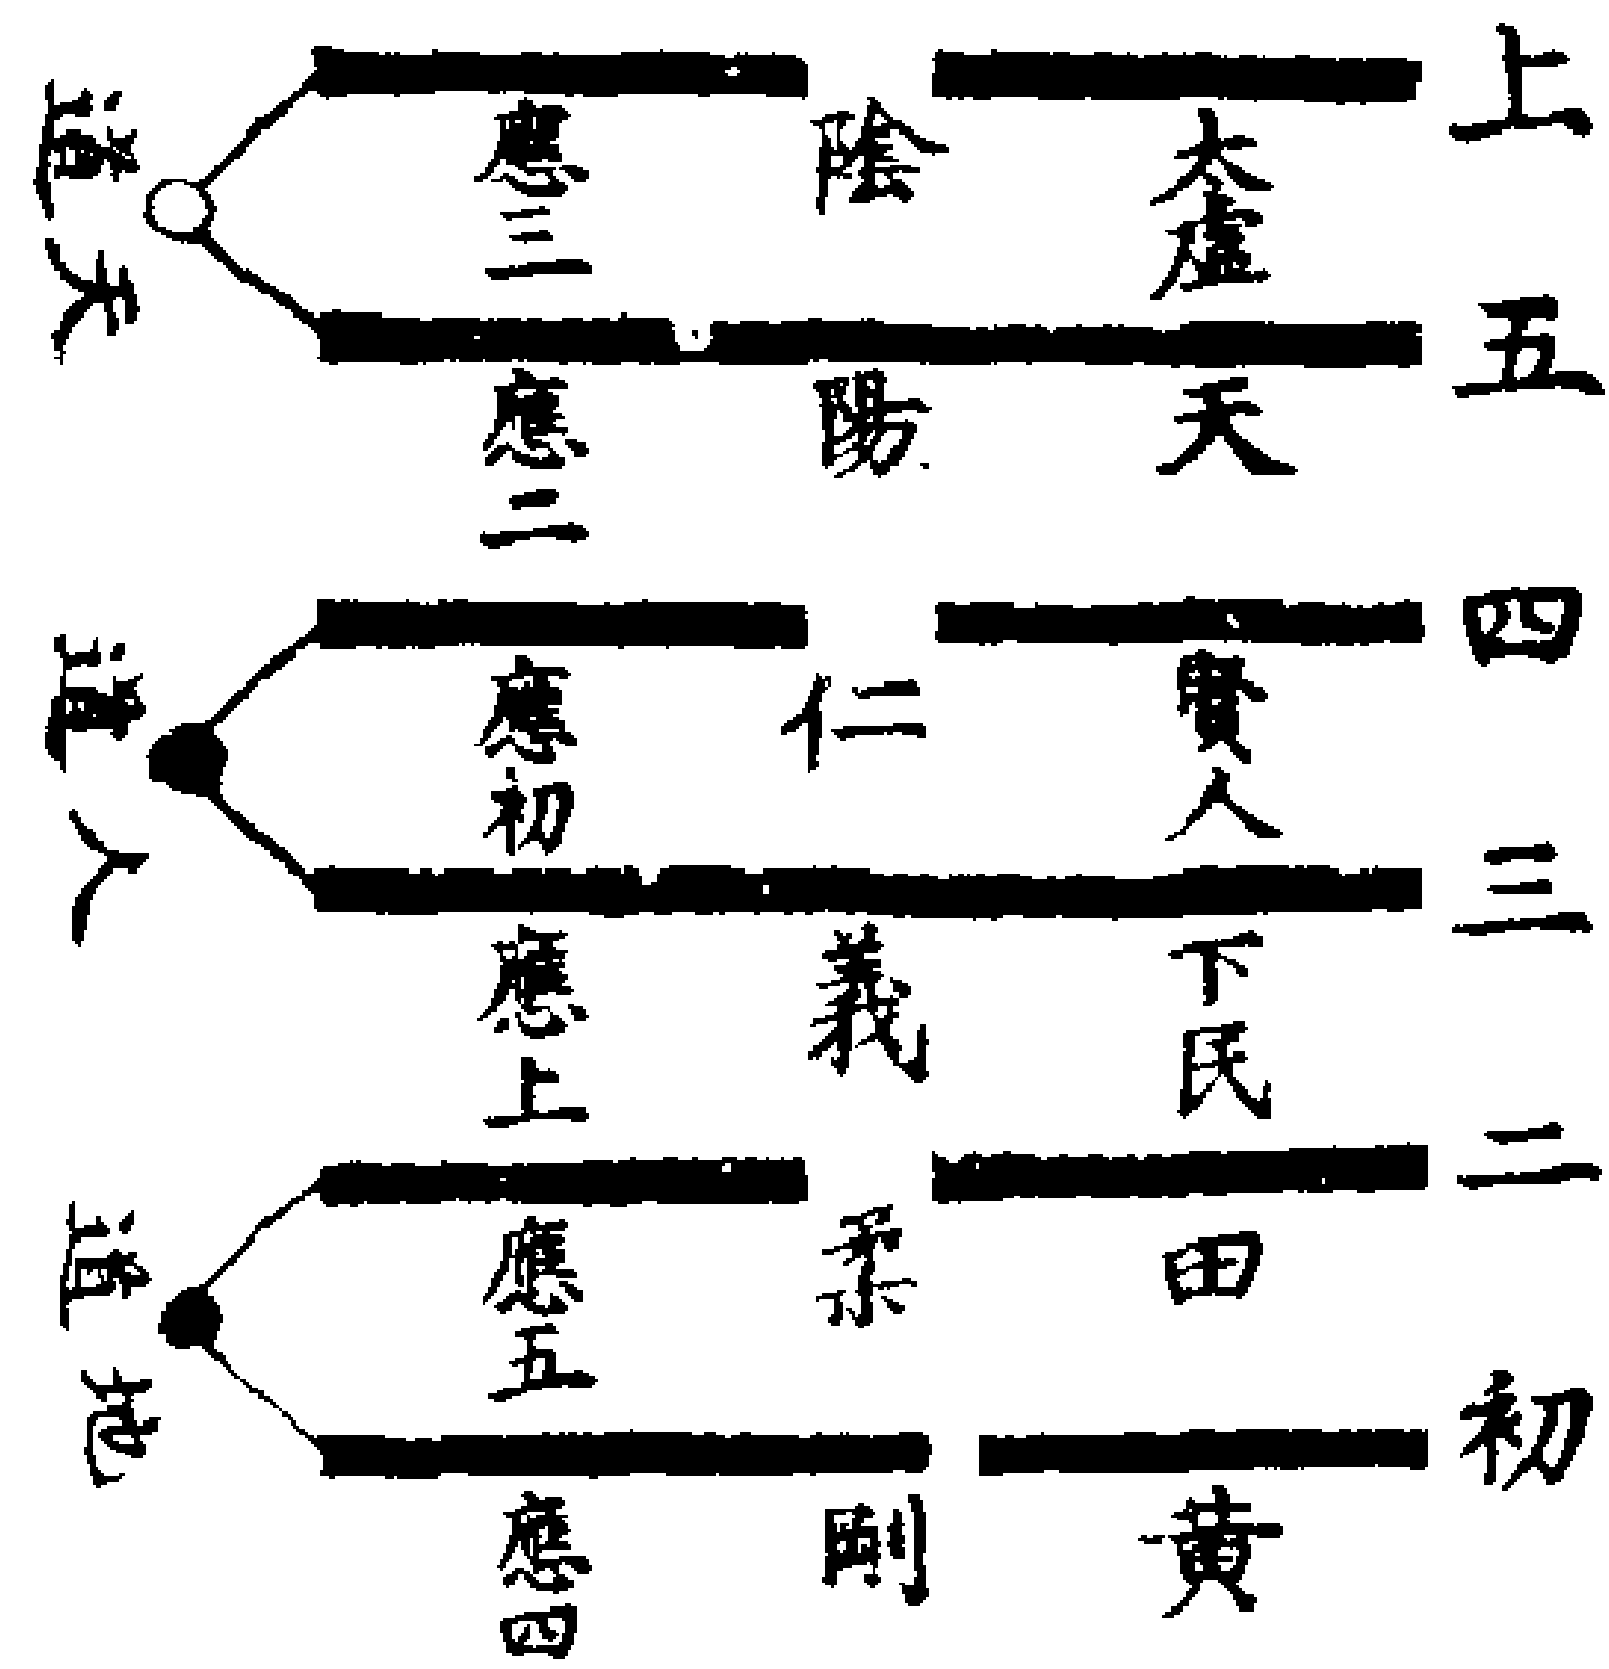 上
太虛
陰
應三
五
天
陽
應二
天道
四
賢人
仁
應初
三
下民
義
應上
人道
二
田
柔
應五
初
黃
剛
應四
地道